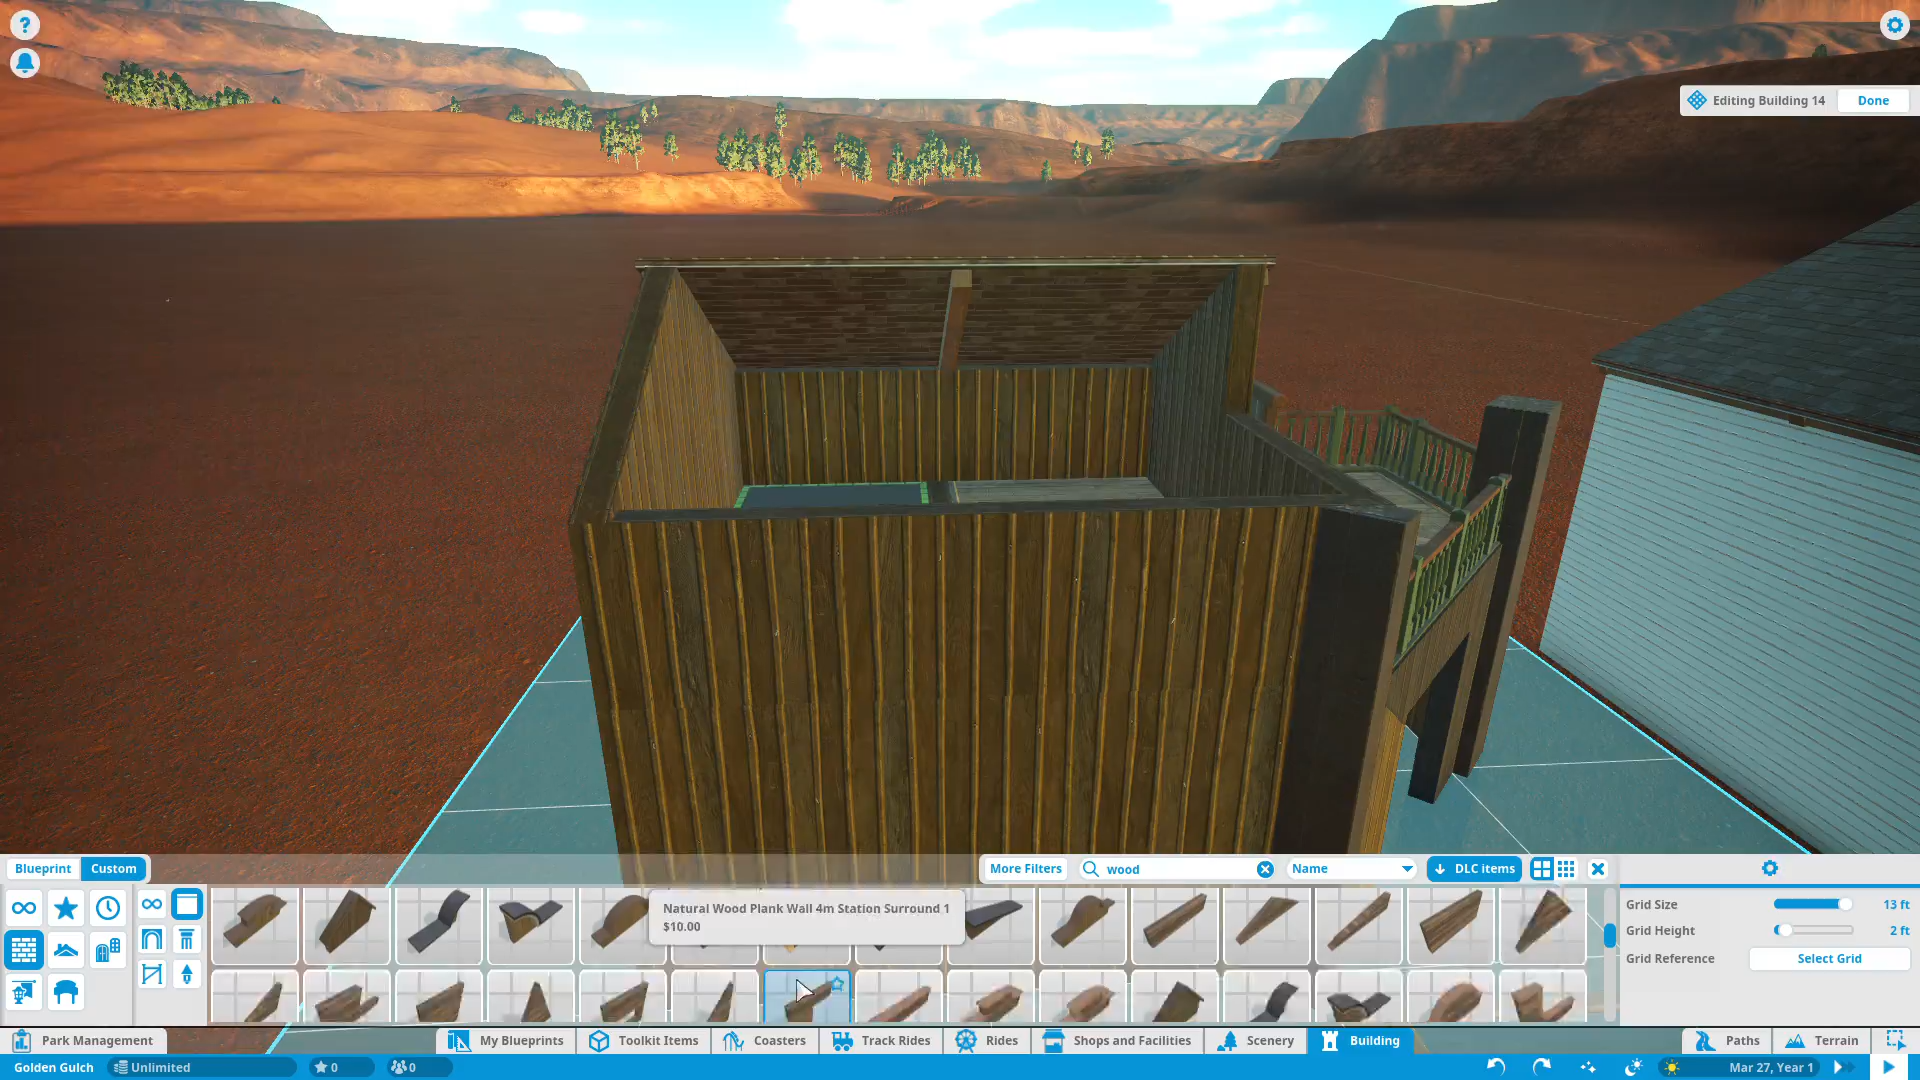 ?
Editing Building 14
Done
Blueprint
Custom
More Filters
wood
Name
DLC items
Natural Wood Plank Wall 4m Station Surround 1
$10.00
Grid Size
13 ft
Grid Height
2 ft
Grid Reference
Select Grid
Park Management
My Blueprints
Toolkit Items
Coasters
Track Rides
Rides
Shops and Facilities
Scenery
Building
Paths
Terrain
Golden Gulch
Unlimited
0
0
Mar 27, Year 1